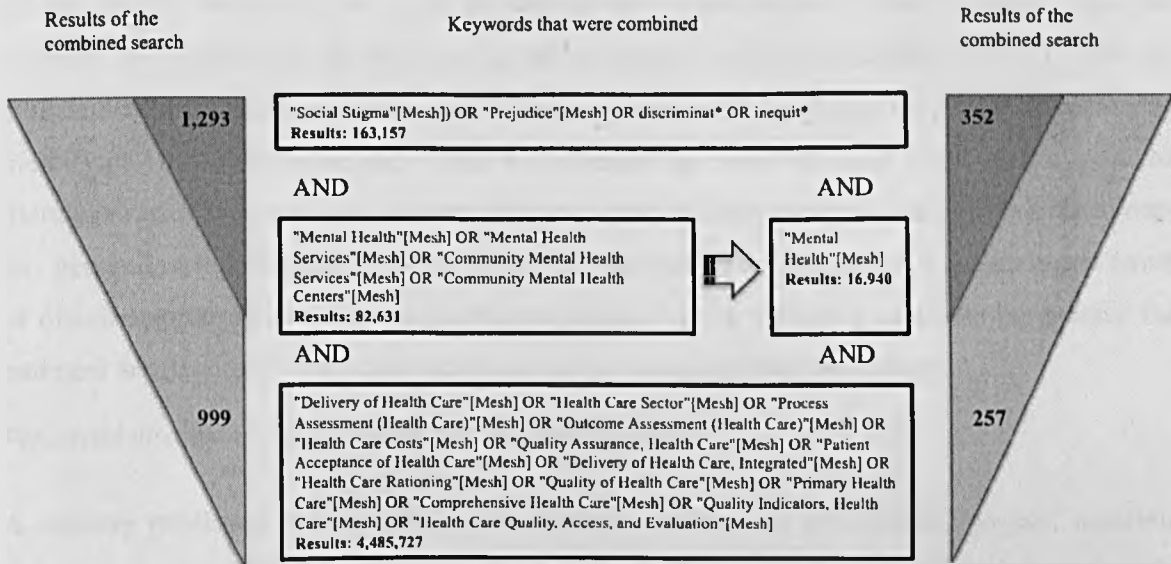 Results of the
combined search
Keywords that were combined
Results of the
combined search
1,293
"Social Stigma"[Mesh]) OR "Prejudice"[Mesh] OR discriminat* OR inequit*
Results: 163,157
352
AND
AND
"Mental Health"[Mesh] OR "Mental Health
Services"[Mesh] OR "Community Mental Health
Services"[Mesh] OR "Community Mental Health
Centers"[Mesh]
Results: 82,631
"Mental
Health"[Mesh]
Results: 16.940
AND
AND
999
"Delivery of Health Care"[Mesh] OR "Health Care Sector"[Mesh] OR "Process
Assessment (Health Care)"[Mesh] OR "Outcome Assessment (Health Care)"[Mesh] OR
"Health Care Costs"[Mesh] OR "Quality Assurance, Health Care"[Mesh] OR "Patient
Acceptance of Health Care"[Mesh] OR "Delivery of Health Care, Integrated"[Mesh] OR
"Health Care Rationing"[Mesh] OR "Quality of Health Care"[Mesh] OR "Primary Health
Care"[Mesh] OR "Comprehensive Health Care"[Mesh] OR "Quality Indicators, Health
Care"[Mesh] OR "Health Care Quality, Access, and Evaluation"[Mesh]
Results: 4,485,727
257